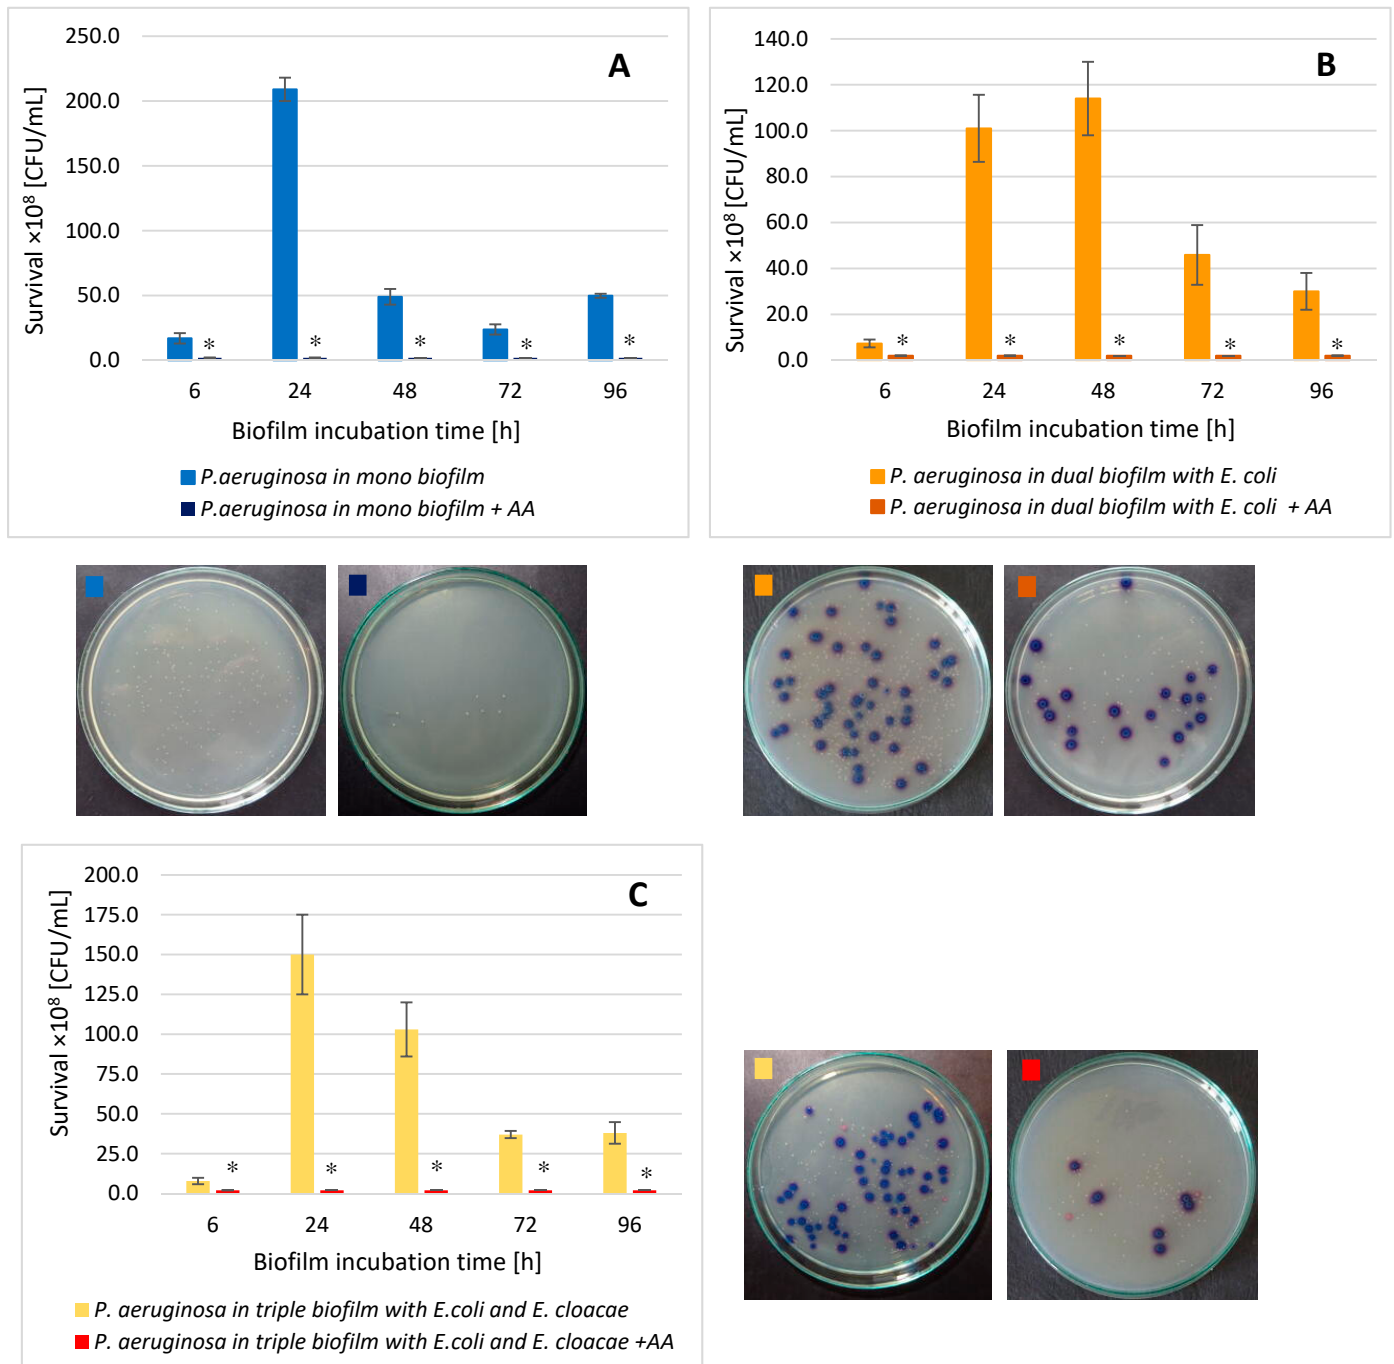 A
Survival ×10⁸ [CFU/mL]
250.0
200.0
150.0
100.0
50.0
0.0
* * * * *
6 24 48 72 96
Biofilm incubation time [h]
P.aeruginosa in mono biofilm
P.aeruginosa in mono biofilm + AA
B
Survival ×10⁸ [CFU/mL]
140.0
120.0
100.0
80.0
60.0
40.0
20.0
0.0
* * * * *
6 24 48 72 96
Biofilm incubation time [h]
P. aeruginosa in dual biofilm with E. coli
P. aeruginosa in dual biofilm with E. coli + AA
C
Survival ×10⁸ [CFU/mL]
200.0
175.0
150.0
125.0
100.0
75.0
50.0
25.0
0.0
* * * * *
6 24 48 72 96
Biofilm incubation time [h]
P. aeruginosa in triple biofilm with E.coli and E. cloacae
P. aeruginosa in triple biofilm with E.coli and E. cloacae +AA